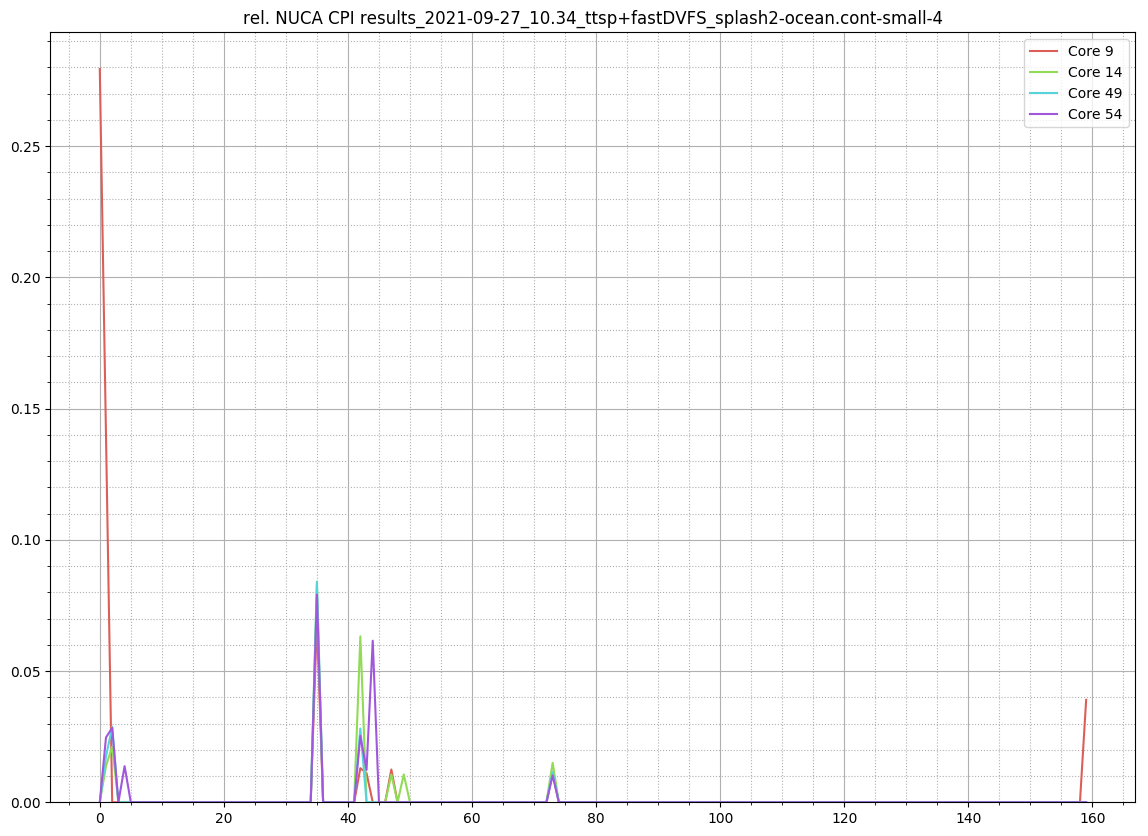 rel. NUCA CPI results_2021-09-27_10.34_ttsp+fastDVFS_splash2-ocean.cont-small-4
Core 9
Core 14
Core 49
Core 54
0.25
0.20
0.15
0.10
0.05
0.00
0 20 40 60 80 100 120 140 160